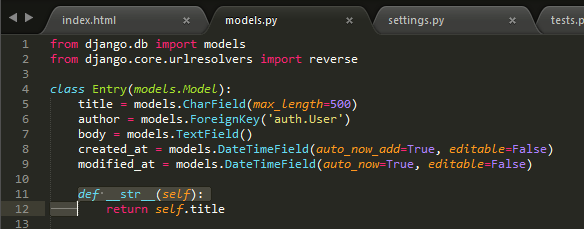 index.html × models.py × settings.py × tests.p
1 from django.db import models
2 from django.core.urlresolvers import reverse
3
4 class Entry(models.Model):
5 title = models.CharField(max_length=500)
6 author = models.ForeignKey('auth.User')
7 body = models.TextField()
8 created_at = models.DateTimeField(auto_now_add=True, editable=False)
9 modified_at = models.DateTimeField(auto_now=True, editable=False)
10
11 def __str__(self):
12 return self.title
13